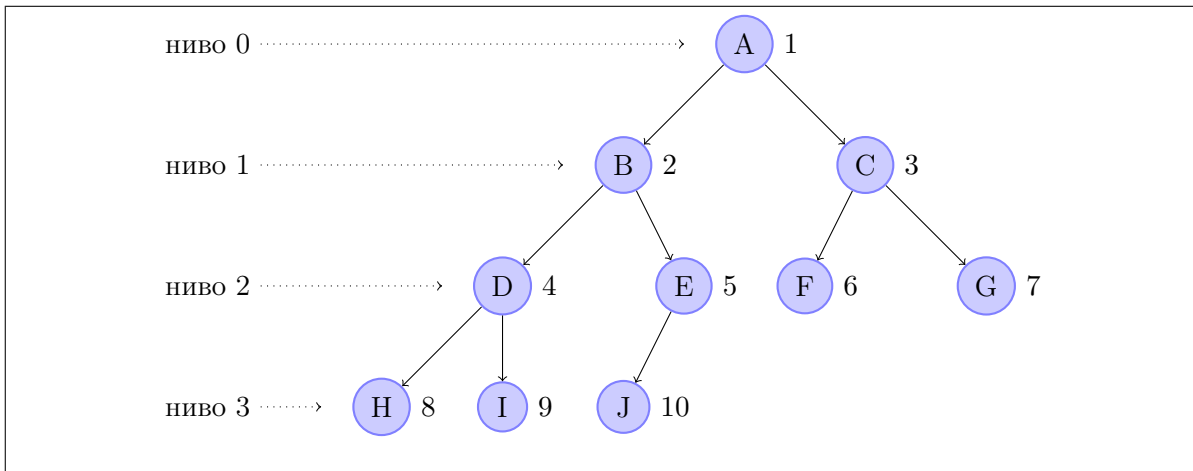 ниво 0 A 1
ниво 1 B 2 C 3
ниво 2 D 4 E 5 F 6 G 7
ниво 3 H 8 I 9 J 10